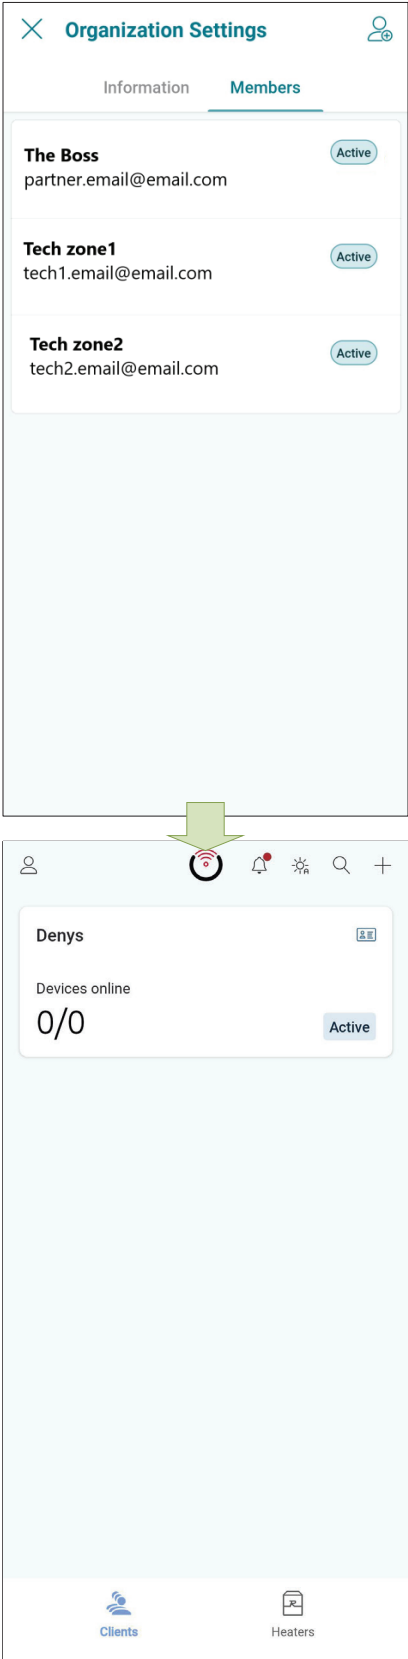 Organization Settings
Information Members
The Boss
Active
partner.email@email.com
Tech zone1
Active
tech1.email@email.com
Tech zone2
Active
tech2.email@email.com
Denys
Devices online
0/0
Active
Clients
Heaters